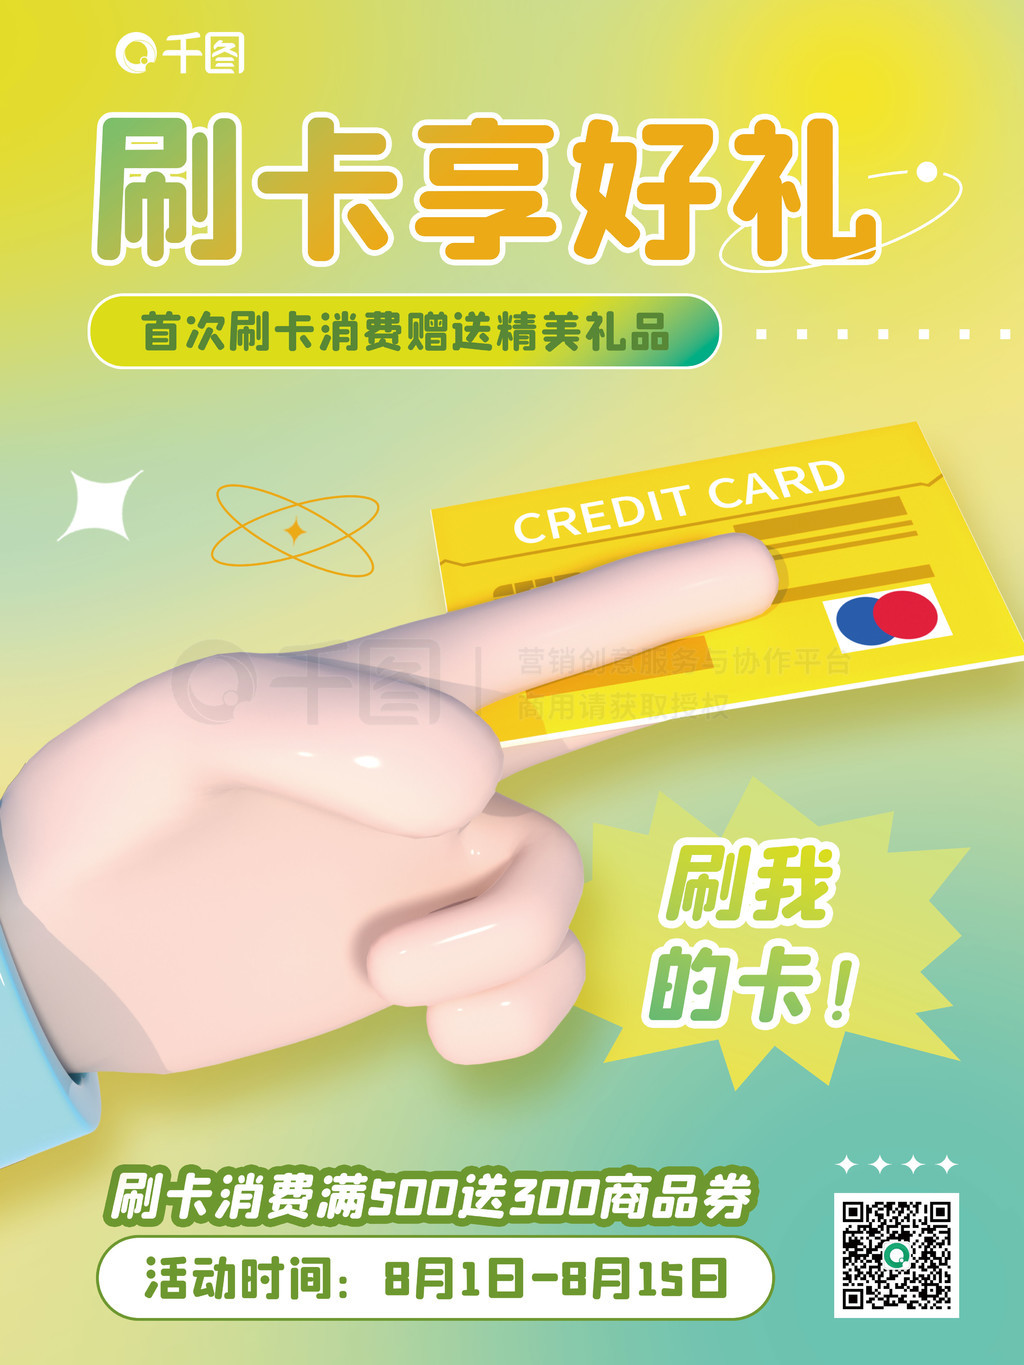 千图
刷卡享好礼
首次刷卡消费赠送精美礼品
CREDIT CARD
千图
营销创意服务与协作平台
商用请获取授权
刷我
的卡！
刷卡消费满500送300商品券
活动时间：8月1日-8月15日